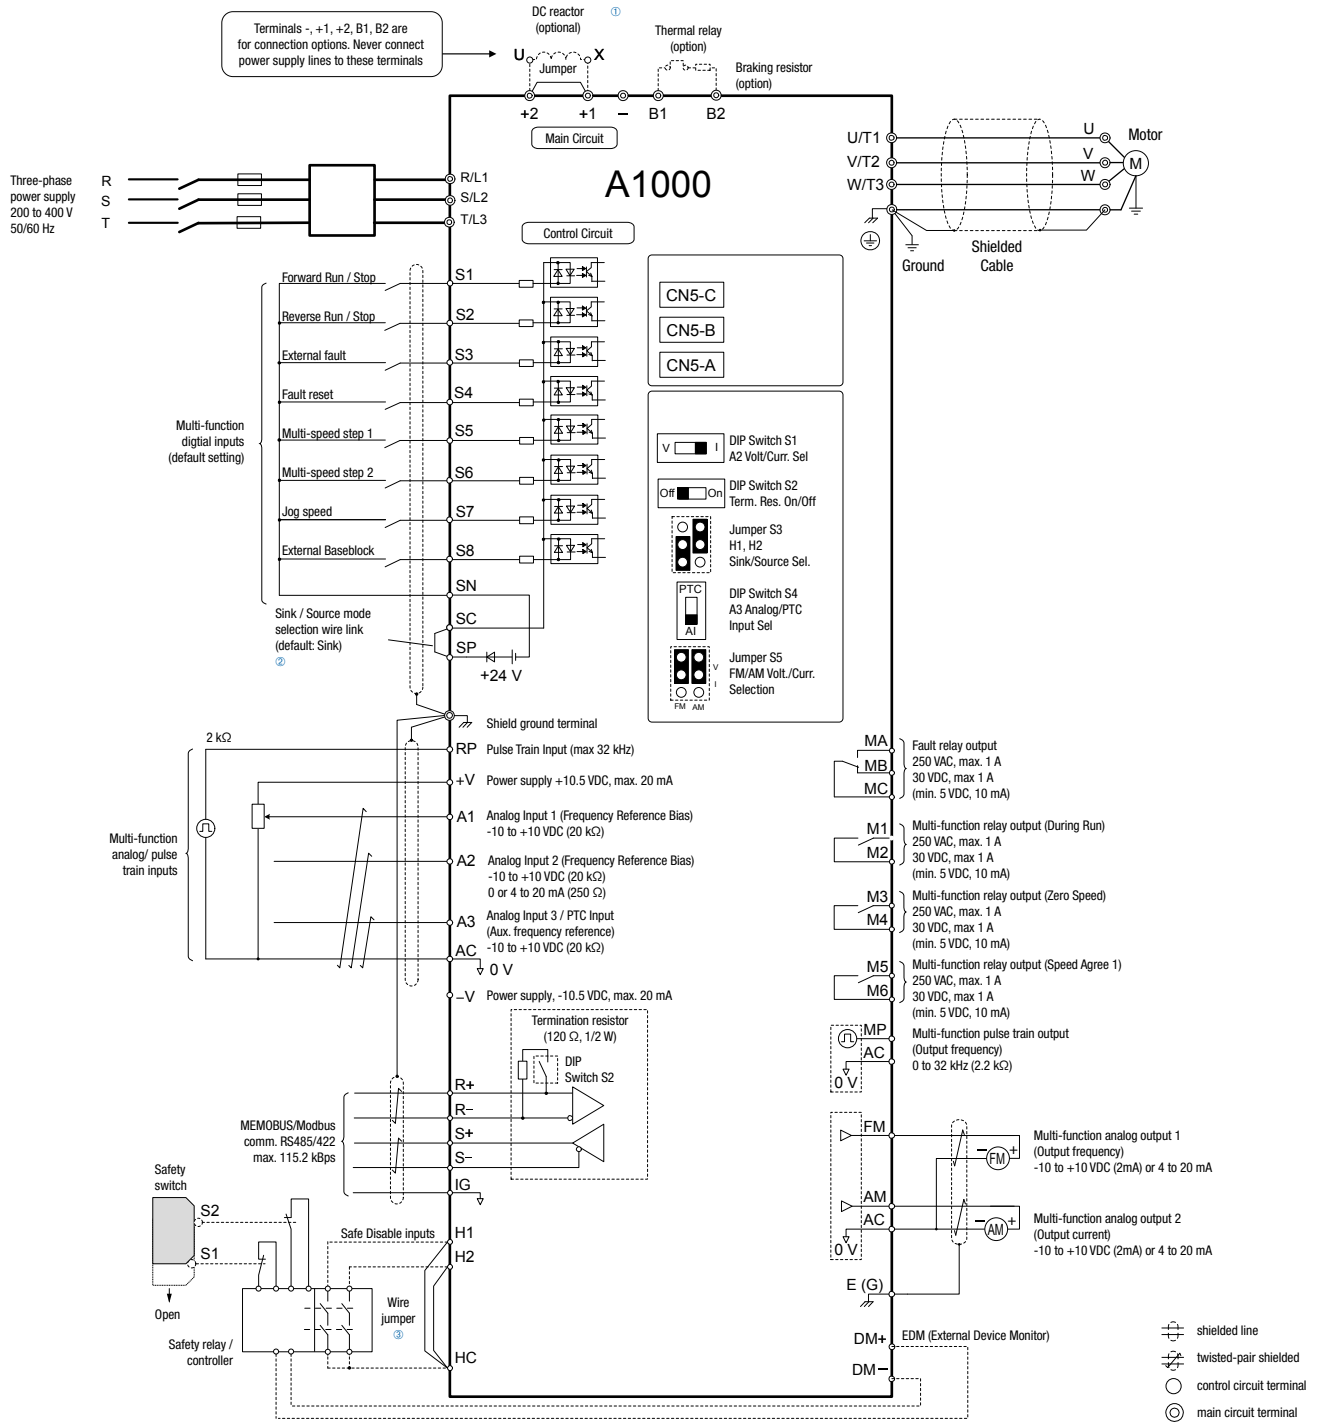 Terminals -, +1, +2, B1, B2 are
for connection options. Never connect
power supply lines to these terminals
DC reactor ①
(optional)
U X
Jumper
Thermal relay
(option)
Braking resistor
(option)
+2 +1 – B1 B2
Main Circuit
A1000
Three-phase
power supply
200 to 400 V
50/60 Hz
R
S
T
R/L1
S/L2
T/L3
U/T1
V/T2
W/T3
U
V
W
Motor
M
Ground
Shielded
Cable
Control Circuit
Multi-function
digtial inputs
(default setting)
Forward Run / Stop
S1
Reverse Run / Stop
S2
External fault
S3
Fault reset
S4
Multi-speed step 1
S5
Multi-speed step 2
S6
Jog speed
S7
External Baseblock
S8
SN
SC
SP
+24 V
Sink / Source mode
selection wire link
(default: Sink)
②
CN5-C
CN5-B
CN5-A
V I
DIP Switch S1
A2 Volt/Curr. Sel
Off On
DIP Switch S2
Term. Res. On/Off
Jumper S3
H1, H2
Sink/Source Sel.
PTC
AI
DIP Switch S4
A3 Analog/PTC
Input Sel
V
I
FM AM
Jumper S5
FM/AM Volt./Curr.
Selection
Shield ground terminal
2 kΩ
Multi-function
analog/ pulse
train inputs
RP Pulse Train Input (max 32 kHz)
+V Power supply +10.5 VDC, max. 20 mA
A1 Analog Input 1 (Frequency Reference Bias)
-10 to +10 VDC (20 kΩ)
A2 Analog Input 2 (Frequency Reference Bias)
-10 to +10 VDC (20 kΩ)
0 or 4 to 20 mA (250 Ω)
A3 Analog Input 3 / PTC Input
(Aux. frequency reference)
-10 to +10 VDC (20 kΩ)
AC
0 V
–V Power supply, -10.5 VDC, max. 20 mA
Termination resistor
(120 Ω, 1/2 W)
DIP
Switch S2
MEMOBUS/Modbus
comm. RS485/422
max. 115.2 kBps
R+
R–
S+
S–
IG
Safety
switch
S2
S1
Open
Safety relay /
controller
Safe Disable inputs
H1
H2
Wire
jumper
③
HC
MA
MB
MC
Fault relay output
250 VAC, max. 1 A
30 VDC, max 1 A
(min. 5 VDC, 10 mA)
M1
M2
Multi-function relay output (During Run)
250 VAC, max. 1 A
30 VDC, max 1 A
(min. 5 VDC, 10 mA)
M3
M4
Multi-function relay output (Zero Speed)
250 VAC, max. 1 A
30 VDC, max 1 A
(min. 5 VDC, 10 mA)
M5
M6
Multi-function relay output (Speed Agree 1)
250 VAC, max. 1 A
30 VDC, max 1 A
(min. 5 VDC, 10 mA)
MP
AC
0 V
Multi-function pulse train output
(Output frequency)
0 to 32 kHz (2.2 kΩ)
FM
– FM +
Multi-function analog output 1
(Output frequency)
-10 to +10 VDC (2mA) or 4 to 20 mA
AM
AC
0 V
– AM +
Multi-function analog output 2
(Output current)
-10 to +10 VDC (2mA) or 4 to 20 mA
E (G)
DM+
DM–
EDM (External Device Monitor)
shielded line
twisted-pair shielded
control circuit terminal
main circuit terminal